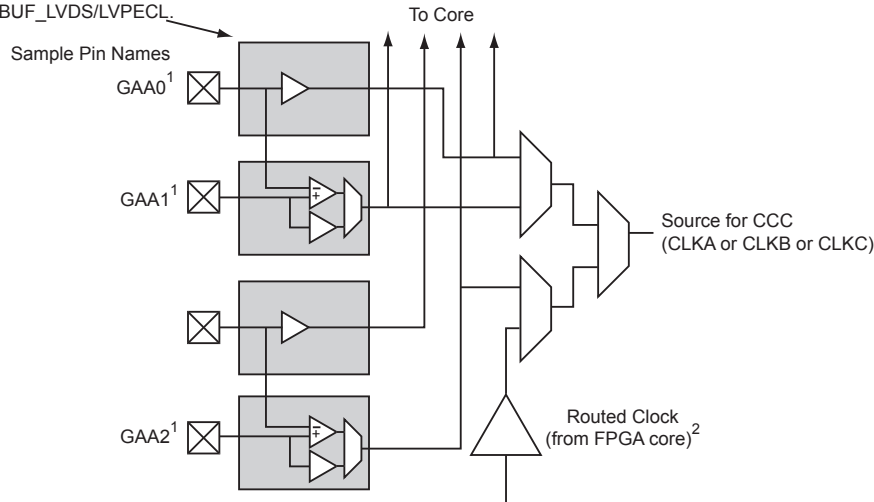 BUF_LVDS/LVPECL.
To Core
Sample Pin Names
GAA0¹
GAA1¹
Source for CCC
(CLKA or CLKB or CLKC)
GAA2¹
Routed Clock
(from FPGA core)²